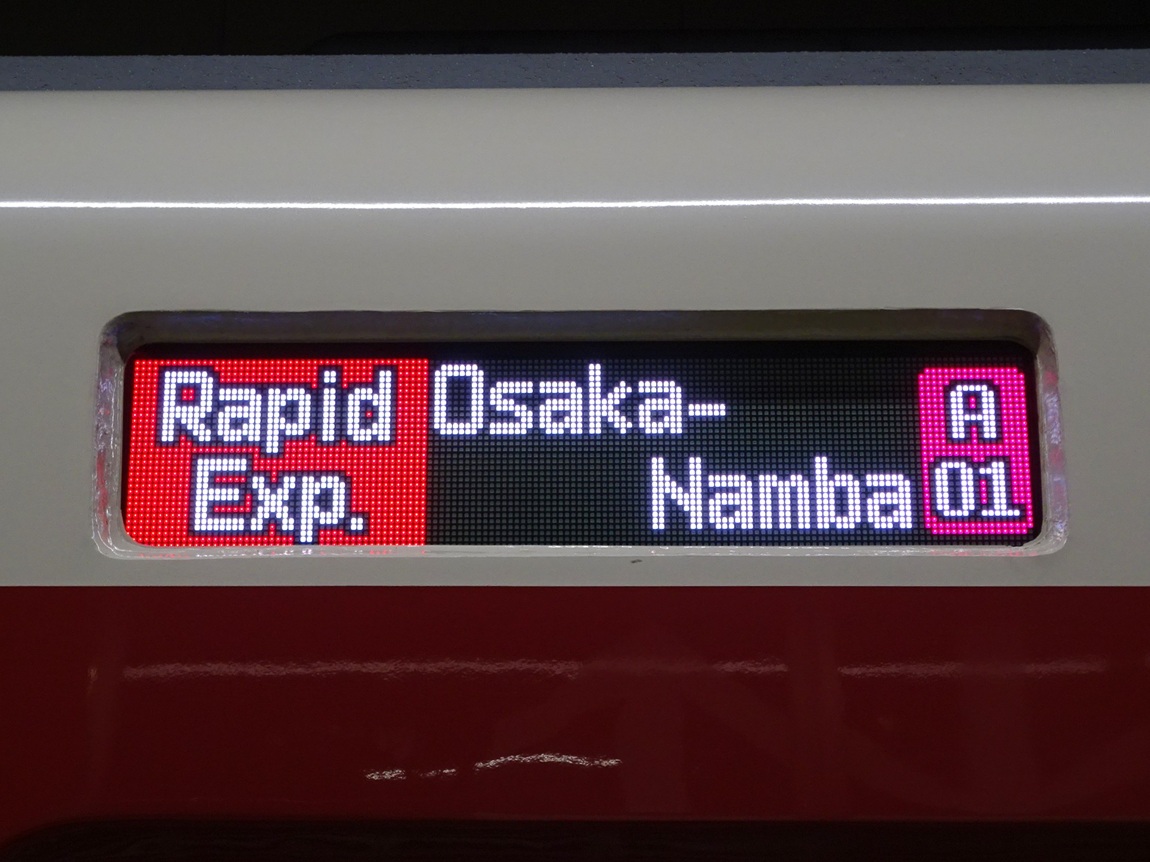 Rapid
Exp.
Osaka-
Namba
A
01